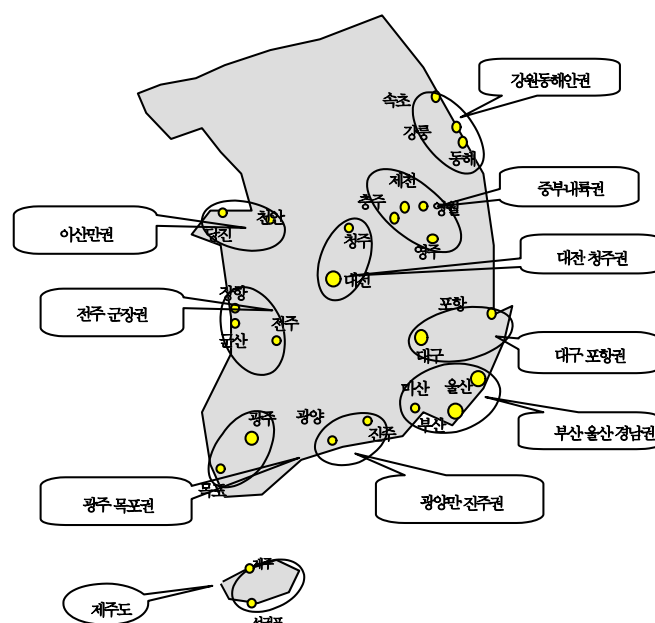 강원동해안권
속초
강릉
동해
제천
중부내륙권
충주
영월
영주
아산만권
천안
당진
청주
대전
대전·청주권
장항
전주 군장권
전주
군산
포항
대구
대구 포항권
마산
울산
부산
부산·울산·경남권
광주
광양
진주
목포
광주 목포권
광양만 진주권
제주
제주도
서귀포